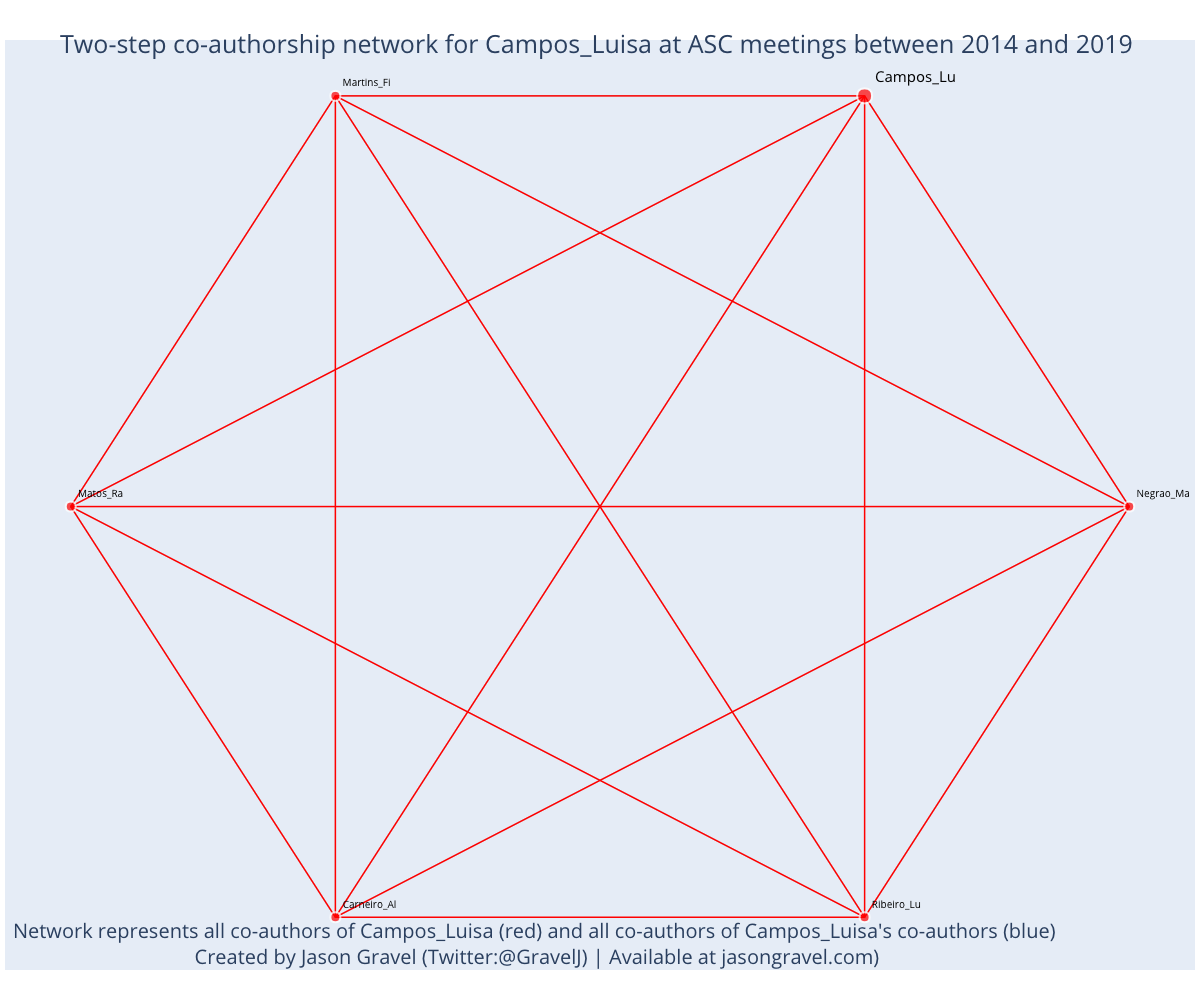 Two-step co-authorship network for Campos_Luisa at ASC meetings between 2014 and 2019
Campos_Lu
Martins_Fi
Matos_Ra
Negrao_Ma
Carneiro_Al
Ribeiro_Lu
Network represents all co-authors of Campos_Luisa (red) and all co-authors of Campos_Luisa's co-authors (blue)
Created by Jason Gravel (Twitter:@GravelJ) | Available at jasongravel.com)